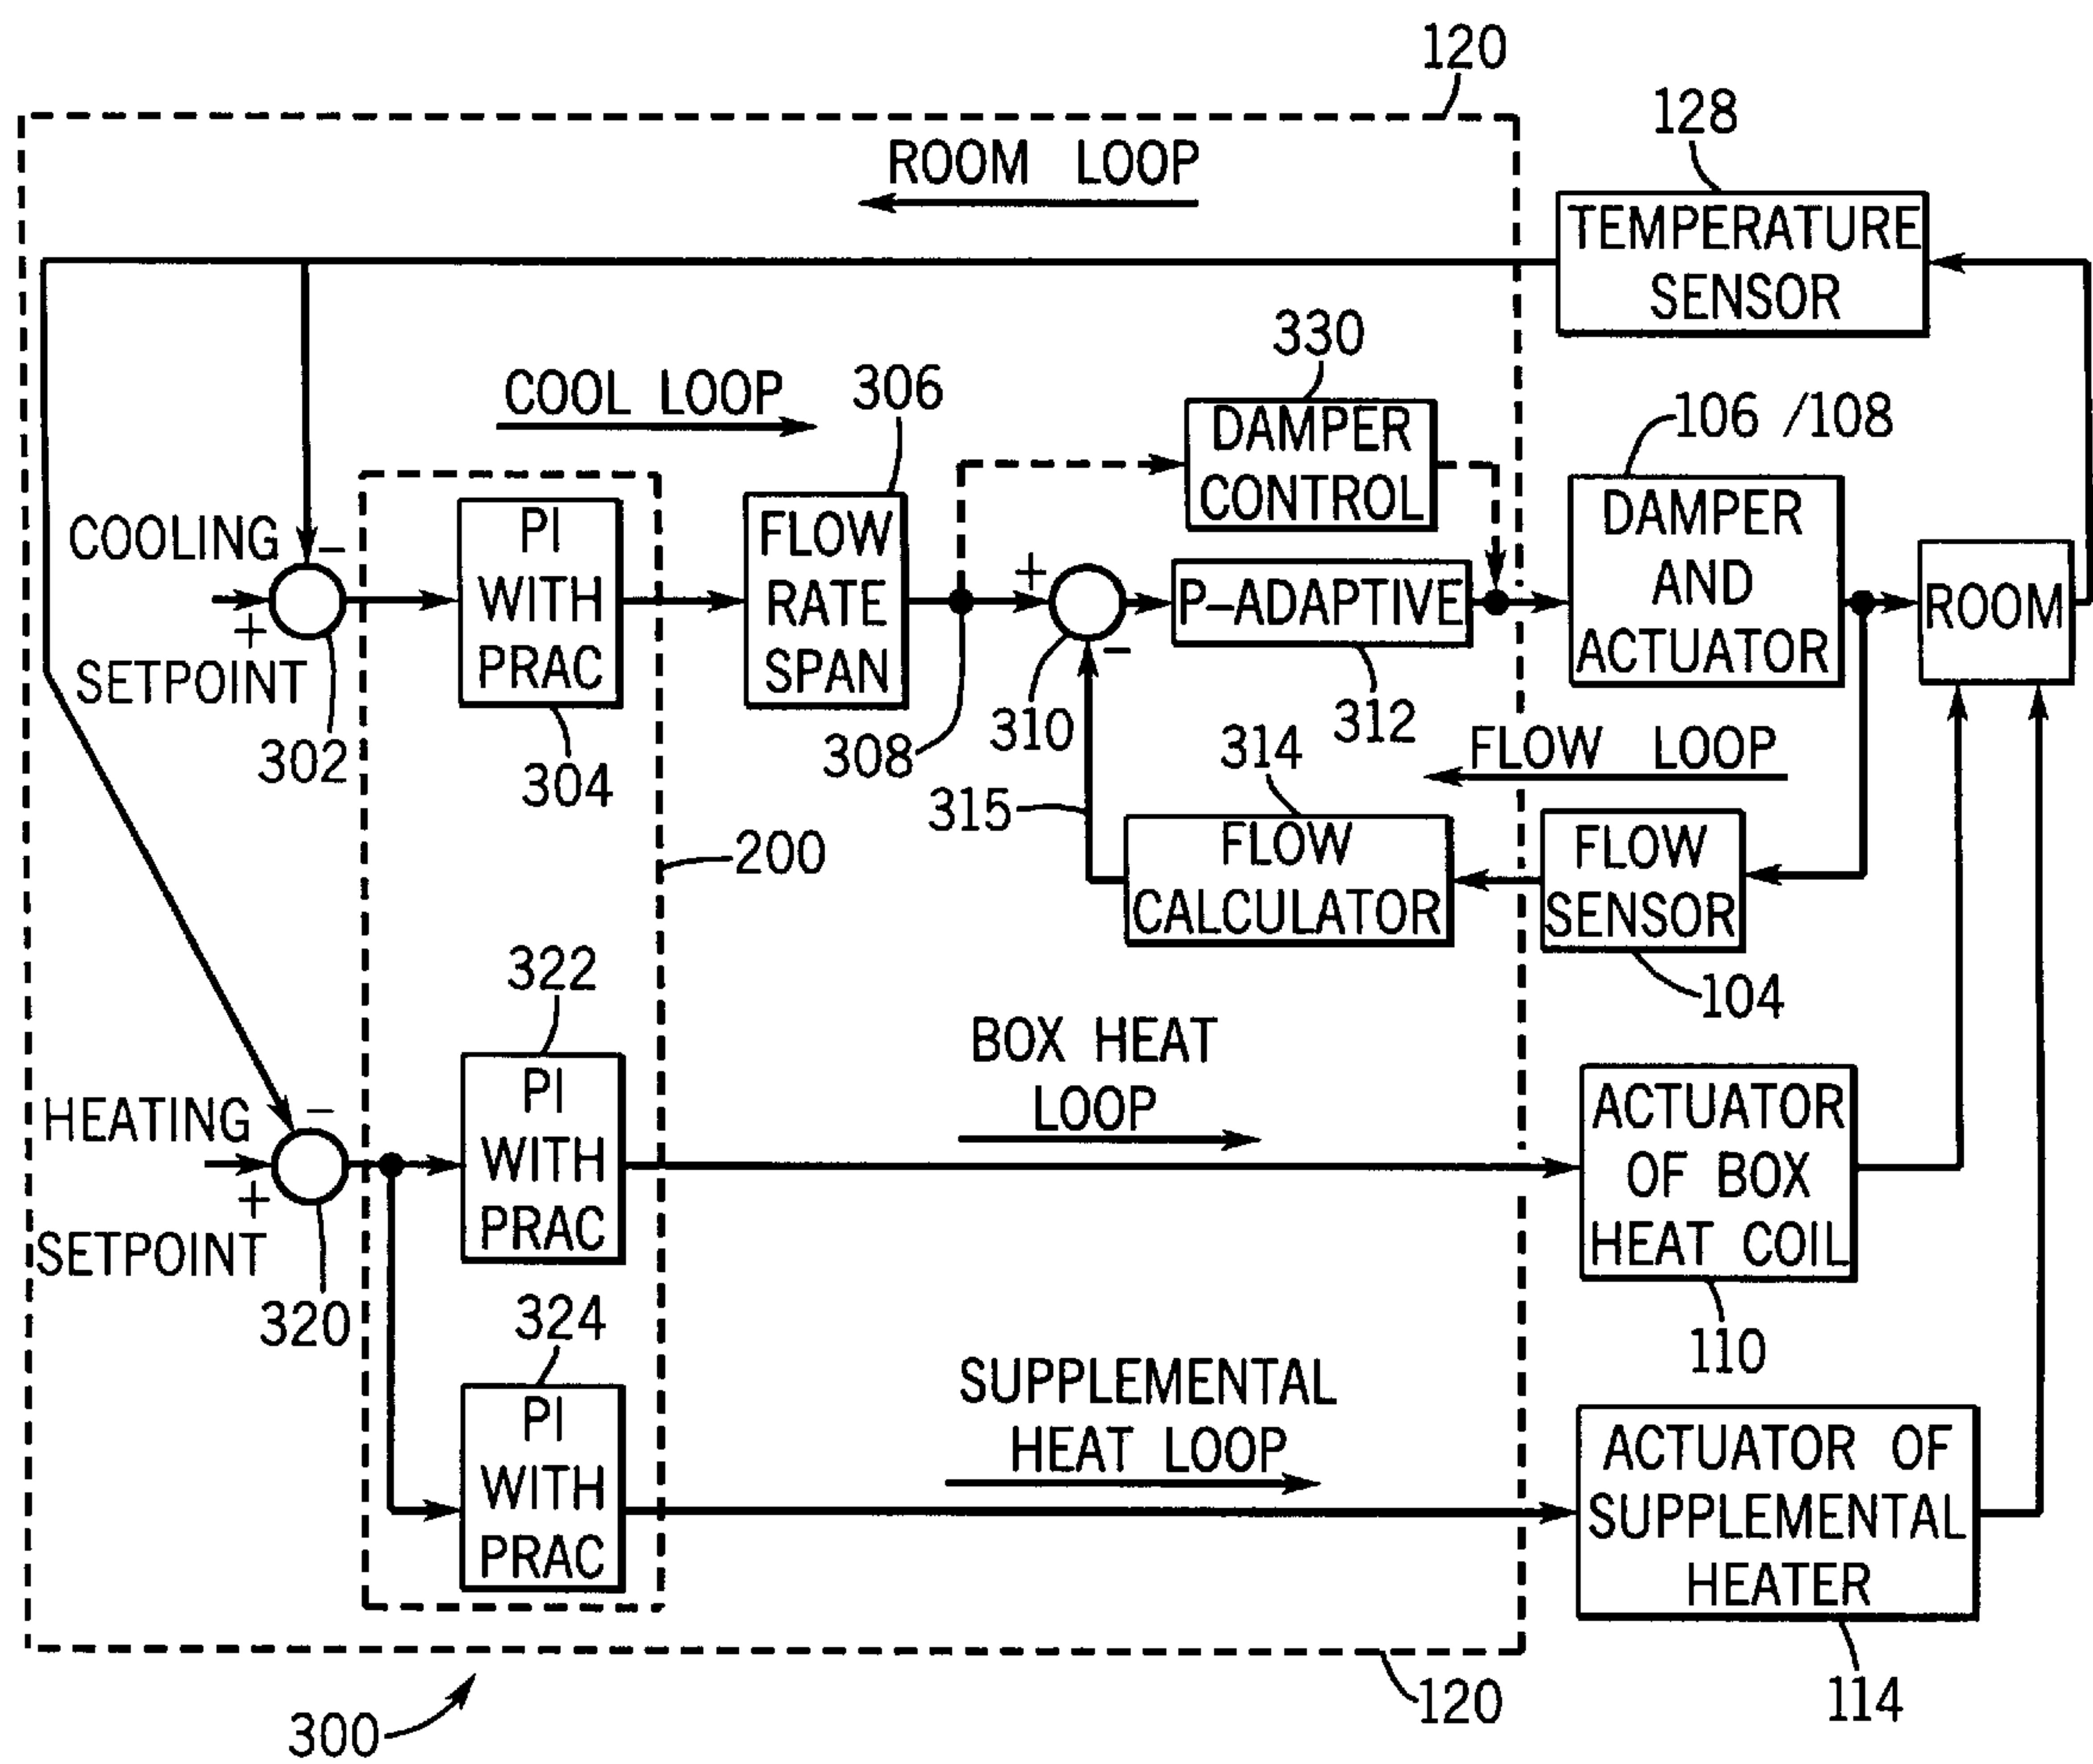 120
ROOM LOOP
128
TEMPERATURE
SENSOR
330
COOL LOOP
306
DAMPER
CONTROL
106 /108
COOLING
SETPOINT
-
+
302
PI
WITH
PRAC
304
FLOW
RATE
SPAN
308
+
-
310
P-ADAPTIVE
312
DAMPER
AND
ACTUATOR
ROOM
FLOW LOOP
314
315
FLOW
CALCULATOR
FLOW
SENSOR
104
200
322
HEATING
SETPOINT
-
+
320
PI
WITH
PRAC
BOX HEAT
LOOP
ACTUATOR
OF BOX
HEAT COIL
110
324
PI
WITH
PRAC
SUPPLEMENTAL
HEAT LOOP
ACTUATOR OF
SUPPLEMENTAL
HEATER
114
120
300